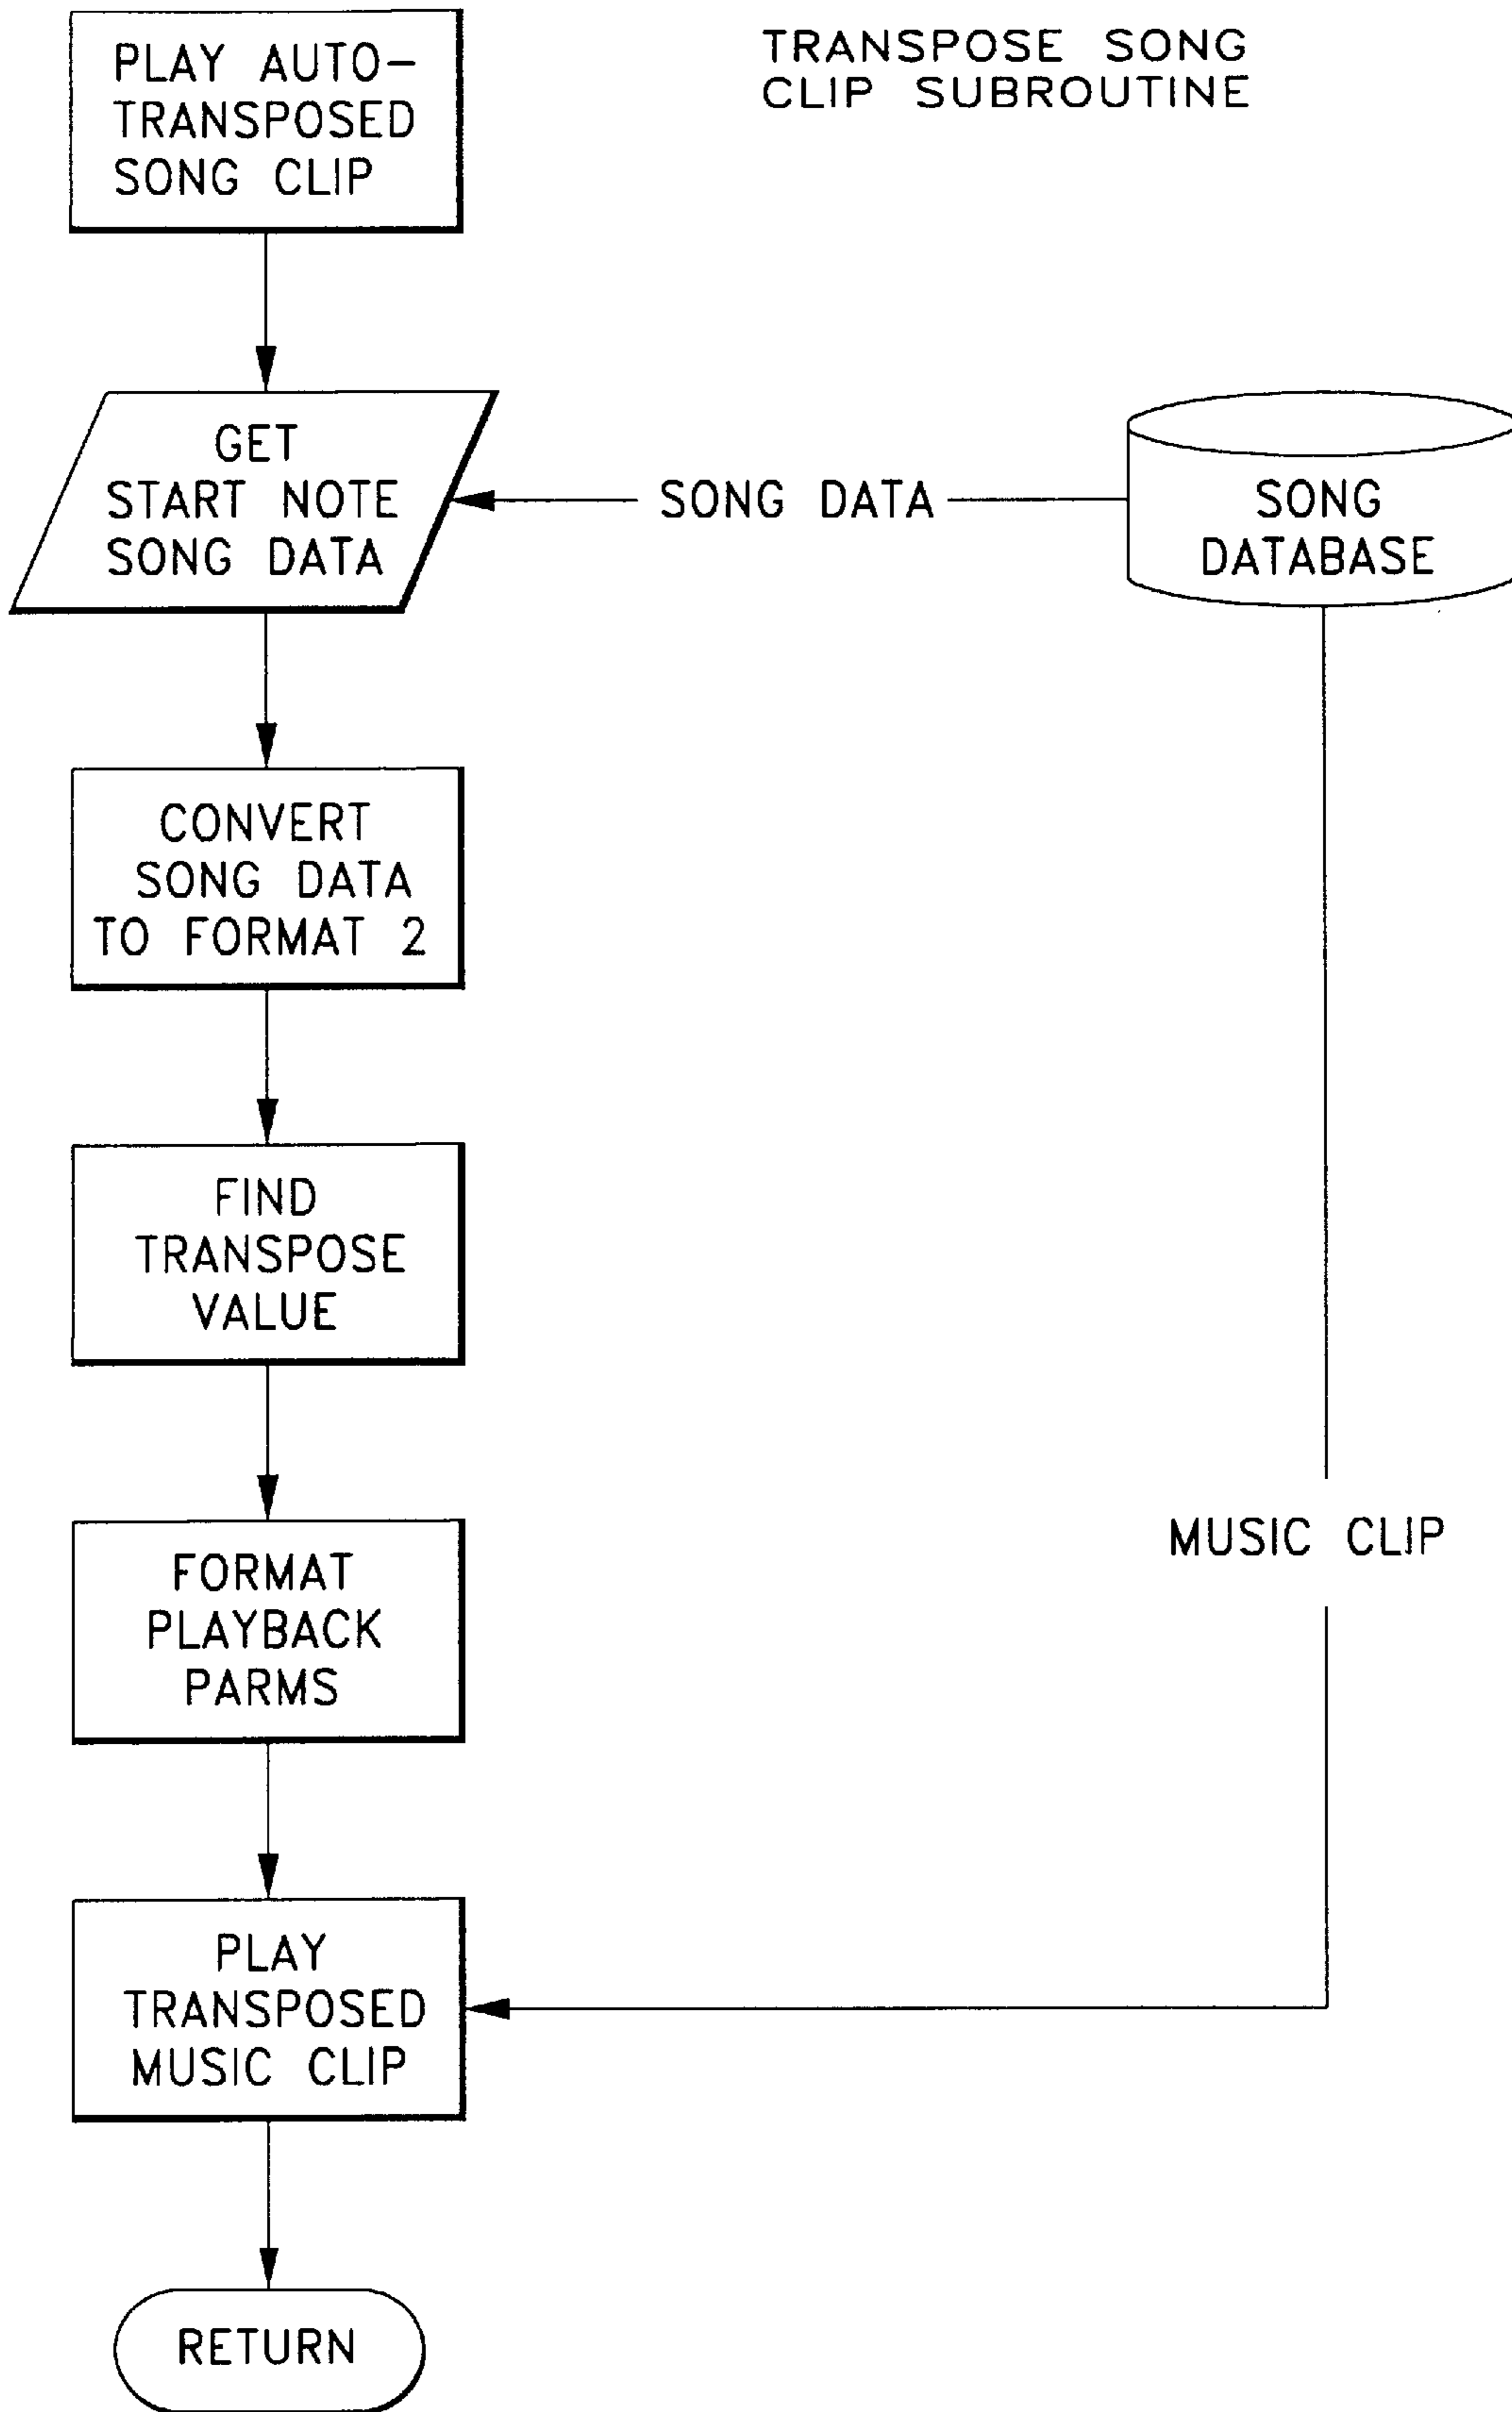 TRANSPOSE SONG
CLIP SUBROUTINE
PLAY AUTO-
TRANSPOSED
SONG CLIP
GET
START NOTE
SONG DATA
SONG DATA
SONG
DATABASE
CONVERT
SONG DATA
TO FORMAT 2
FIND
TRANSPOSE
VALUE
FORMAT
PLAYBACK
PARMS
MUSIC CLIP
PLAY
TRANSPOSED
MUSIC CLIP
RETURN